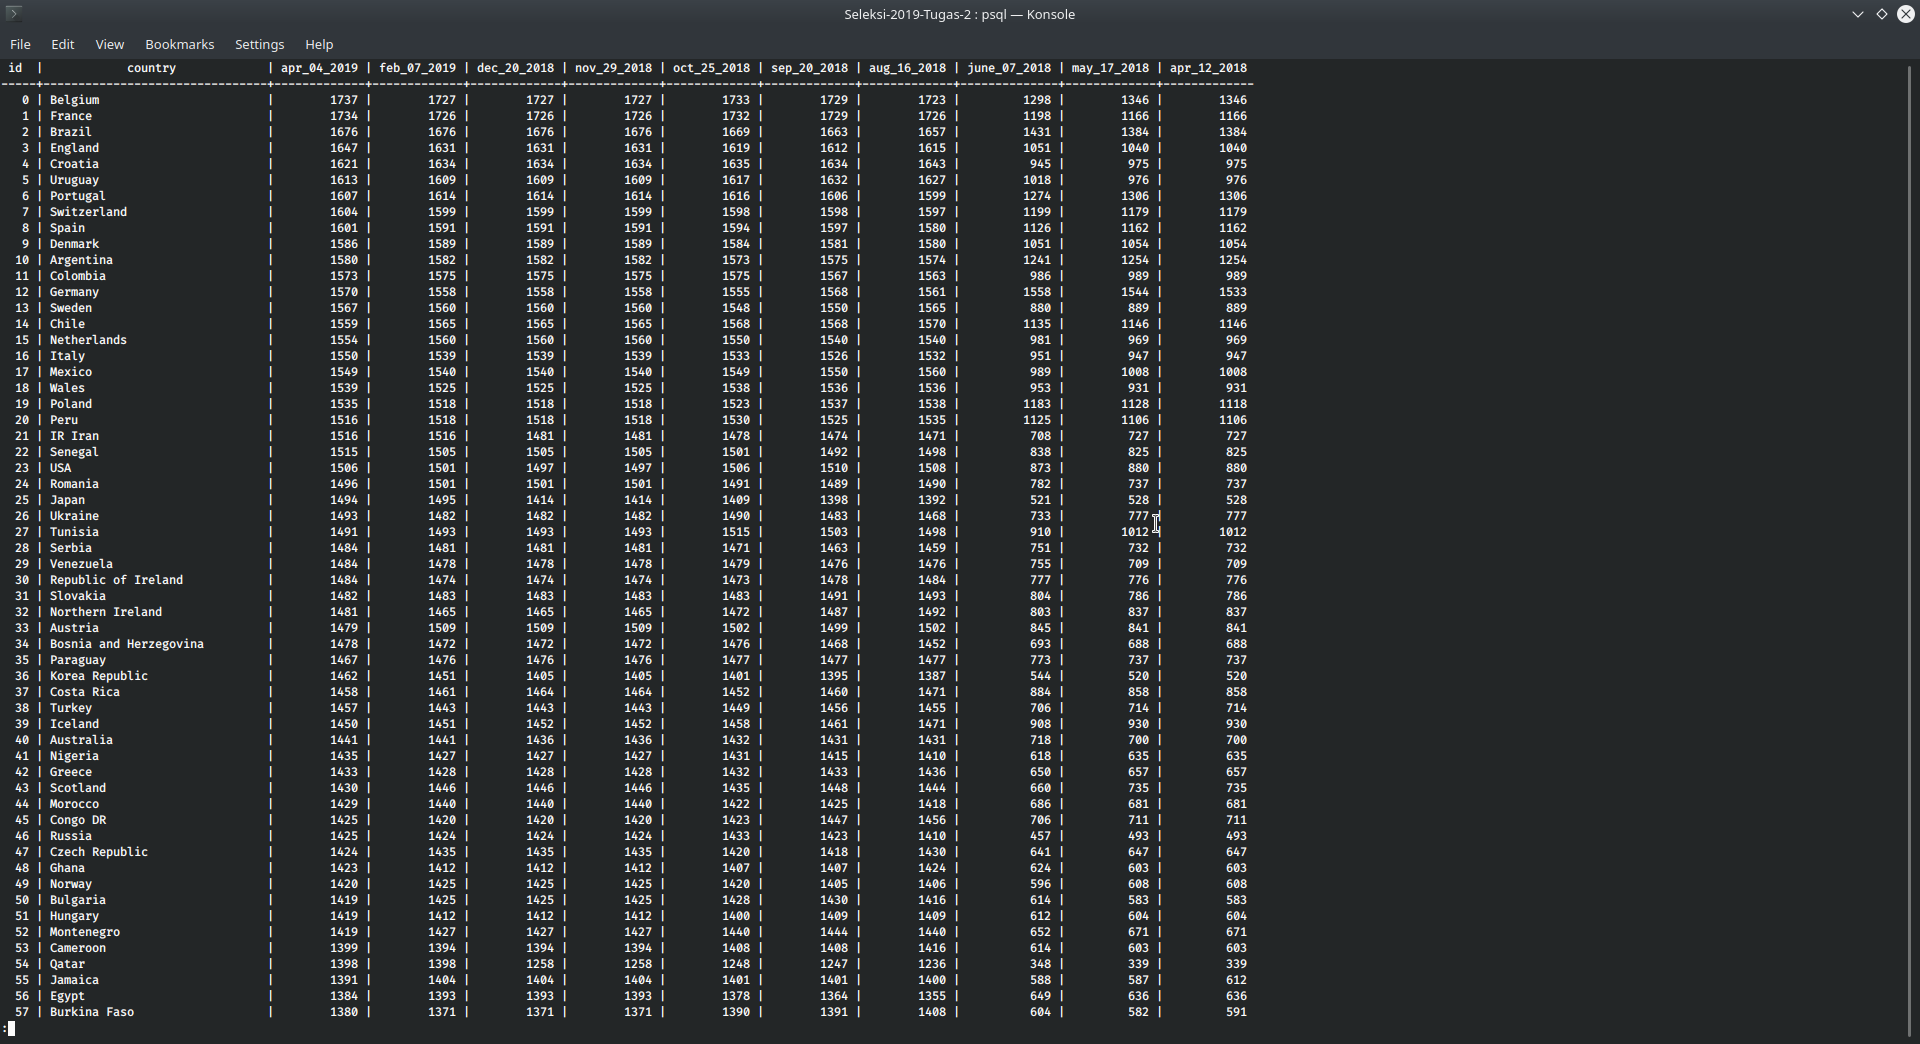 Seleksi-2019-Tugas-2 : psql — Konsole
File Edit View Bookmarks Settings Help
id | country | apr_04_2019 | feb_07_2019 | dec_20_2018 | nov_29_2018 | oct_25_2018 | sep_20_2018 | aug_16_2018 | june_07_2018 | may_17_2018 | apr_12_2018
0 | Belgium | 1737 | 1727 | 1727 | 1727 | 1733 | 1729 | 1723 | 1298 | 1346 | 1346
1 | France | 1734 | 1726 | 1726 | 1726 | 1732 | 1729 | 1726 | 1198 | 1166 | 1166
2 | Brazil | 1676 | 1676 | 1676 | 1676 | 1669 | 1663 | 1657 | 1431 | 1384 | 1384
3 | England | 1647 | 1631 | 1631 | 1631 | 1619 | 1612 | 1615 | 1051 | 1040 | 1040
4 | Croatia | 1621 | 1634 | 1634 | 1634 | 1635 | 1634 | 1643 | 945 | 975 | 975
5 | Uruguay | 1613 | 1609 | 1609 | 1609 | 1617 | 1632 | 1627 | 1018 | 976 | 976
6 | Portugal | 1607 | 1614 | 1614 | 1614 | 1616 | 1606 | 1599 | 1274 | 1306 | 1306
7 | Switzerland | 1604 | 1599 | 1599 | 1599 | 1598 | 1598 | 1597 | 1199 | 1179 | 1179
8 | Spain | 1601 | 1591 | 1591 | 1591 | 1594 | 1597 | 1580 | 1126 | 1162 | 1162
9 | Denmark | 1586 | 1589 | 1589 | 1589 | 1584 | 1581 | 1580 | 1051 | 1054 | 1054
10 | Argentina | 1580 | 1582 | 1582 | 1582 | 1573 | 1575 | 1574 | 1241 | 1254 | 1254
11 | Colombia | 1573 | 1575 | 1575 | 1575 | 1575 | 1567 | 1563 | 986 | 989 | 989
12 | Germany | 1570 | 1558 | 1558 | 1558 | 1555 | 1568 | 1561 | 1558 | 1544 | 1533
13 | Sweden | 1567 | 1560 | 1560 | 1560 | 1548 | 1550 | 1565 | 880 | 889 | 889
14 | Chile | 1559 | 1565 | 1565 | 1565 | 1568 | 1568 | 1570 | 1135 | 1146 | 1146
15 | Netherlands | 1554 | 1560 | 1560 | 1560 | 1550 | 1540 | 1540 | 981 | 969 | 969
16 | Italy | 1550 | 1539 | 1539 | 1539 | 1533 | 1526 | 1532 | 951 | 947 | 947
17 | Mexico | 1549 | 1540 | 1540 | 1540 | 1549 | 1550 | 1560 | 989 | 1008 | 1008
18 | Wales | 1539 | 1525 | 1525 | 1525 | 1538 | 1536 | 1536 | 953 | 931 | 931
19 | Poland | 1535 | 1518 | 1518 | 1518 | 1523 | 1537 | 1538 | 1183 | 1128 | 1118
20 | Peru | 1516 | 1518 | 1518 | 1518 | 1530 | 1525 | 1535 | 1125 | 1106 | 1106
21 | IR Iran | 1516 | 1516 | 1481 | 1481 | 1478 | 1474 | 1471 | 708 | 727 | 727
22 | Senegal | 1515 | 1505 | 1505 | 1505 | 1501 | 1492 | 1498 | 838 | 825 | 825
23 | USA | 1506 | 1501 | 1497 | 1497 | 1506 | 1510 | 1508 | 873 | 880 | 880
24 | Romania | 1496 | 1501 | 1501 | 1501 | 1491 | 1489 | 1490 | 782 | 737 | 737
25 | Japan | 1494 | 1495 | 1414 | 1414 | 1409 | 1398 | 1392 | 521 | 528 | 528
26 | Ukraine | 1493 | 1482 | 1482 | 1482 | 1490 | 1483 | 1468 | 733 | 777 | 777
27 | Tunisia | 1491 | 1493 | 1493 | 1493 | 1515 | 1503 | 1498 | 910 | 1012 | 1012
28 | Serbia | 1484 | 1481 | 1481 | 1481 | 1471 | 1463 | 1459 | 751 | 732 | 732
29 | Venezuela | 1484 | 1478 | 1478 | 1478 | 1479 | 1476 | 1476 | 755 | 709 | 709
30 | Republic of Ireland | 1484 | 1474 | 1474 | 1474 | 1473 | 1478 | 1484 | 777 | 776 | 776
31 | Slovakia | 1482 | 1483 | 1483 | 1483 | 1483 | 1491 | 1493 | 804 | 786 | 786
32 | Northern Ireland | 1481 | 1465 | 1465 | 1465 | 1472 | 1487 | 1492 | 803 | 837 | 837
33 | Austria | 1479 | 1509 | 1509 | 1509 | 1502 | 1499 | 1502 | 845 | 841 | 841
34 | Bosnia and Herzegovina | 1478 | 1472 | 1472 | 1472 | 1476 | 1468 | 1452 | 693 | 688 | 688
35 | Paraguay | 1467 | 1476 | 1476 | 1476 | 1477 | 1477 | 1477 | 773 | 737 | 737
36 | Korea Republic | 1462 | 1451 | 1405 | 1405 | 1401 | 1395 | 1387 | 544 | 520 | 520
37 | Costa Rica | 1458 | 1461 | 1464 | 1464 | 1452 | 1460 | 1471 | 884 | 858 | 858
38 | Turkey | 1457 | 1443 | 1443 | 1443 | 1449 | 1456 | 1455 | 706 | 714 | 714
39 | Iceland | 1450 | 1451 | 1452 | 1452 | 1458 | 1461 | 1471 | 908 | 930 | 930
40 | Australia | 1441 | 1441 | 1436 | 1436 | 1432 | 1431 | 1431 | 718 | 700 | 700
41 | Nigeria | 1435 | 1427 | 1427 | 1427 | 1431 | 1415 | 1410 | 618 | 635 | 635
42 | Greece | 1433 | 1428 | 1428 | 1428 | 1432 | 1433 | 1436 | 650 | 657 | 657
43 | Scotland | 1430 | 1446 | 1446 | 1446 | 1435 | 1448 | 1444 | 660 | 735 | 735
44 | Morocco | 1429 | 1440 | 1440 | 1440 | 1422 | 1425 | 1418 | 686 | 681 | 681
45 | Congo DR | 1425 | 1420 | 1420 | 1420 | 1423 | 1447 | 1456 | 706 | 711 | 711
46 | Russia | 1425 | 1424 | 1424 | 1424 | 1433 | 1423 | 1410 | 457 | 493 | 493
47 | Czech Republic | 1424 | 1435 | 1435 | 1435 | 1420 | 1418 | 1430 | 641 | 647 | 647
48 | Ghana | 1423 | 1412 | 1412 | 1412 | 1407 | 1407 | 1424 | 624 | 603 | 603
49 | Norway | 1420 | 1425 | 1425 | 1425 | 1420 | 1405 | 1406 | 596 | 608 | 608
50 | Bulgaria | 1419 | 1425 | 1425 | 1425 | 1428 | 1430 | 1416 | 614 | 583 | 583
51 | Hungary | 1419 | 1412 | 1412 | 1412 | 1400 | 1409 | 1409 | 612 | 604 | 604
52 | Montenegro | 1419 | 1427 | 1427 | 1427 | 1440 | 1444 | 1440 | 652 | 671 | 671
53 | Cameroon | 1399 | 1394 | 1394 | 1394 | 1408 | 1408 | 1416 | 614 | 603 | 603
54 | Qatar | 1398 | 1398 | 1258 | 1258 | 1248 | 1247 | 1236 | 348 | 339 | 339
55 | Jamaica | 1391 | 1404 | 1404 | 1404 | 1401 | 1401 | 1400 | 588 | 587 | 612
56 | Egypt | 1384 | 1393 | 1393 | 1393 | 1378 | 1364 | 1355 | 649 | 636 | 636
57 | Burkina Faso | 1380 | 1371 | 1371 | 1371 | 1390 | 1391 | 1408 | 604 | 582 | 591
: